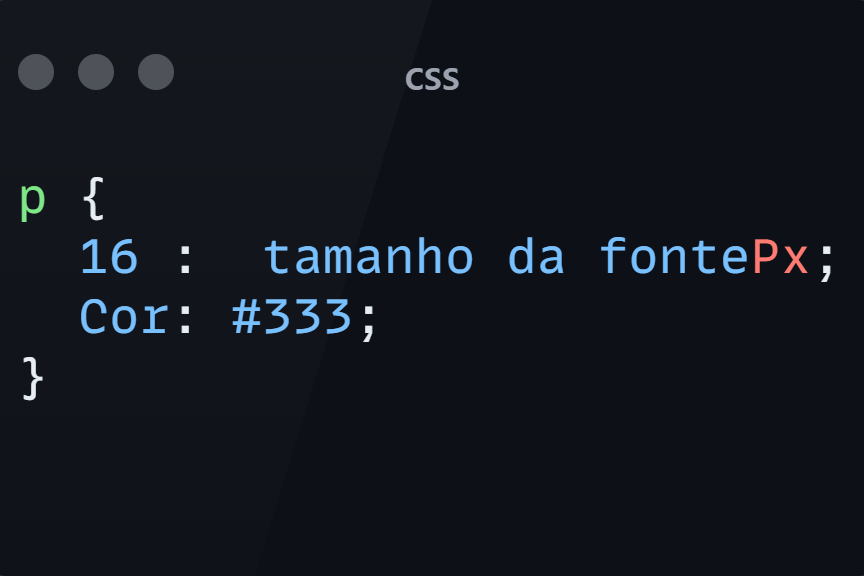 CSS
p {
16 : tamanho da fontePx;
Cor: #333;
}